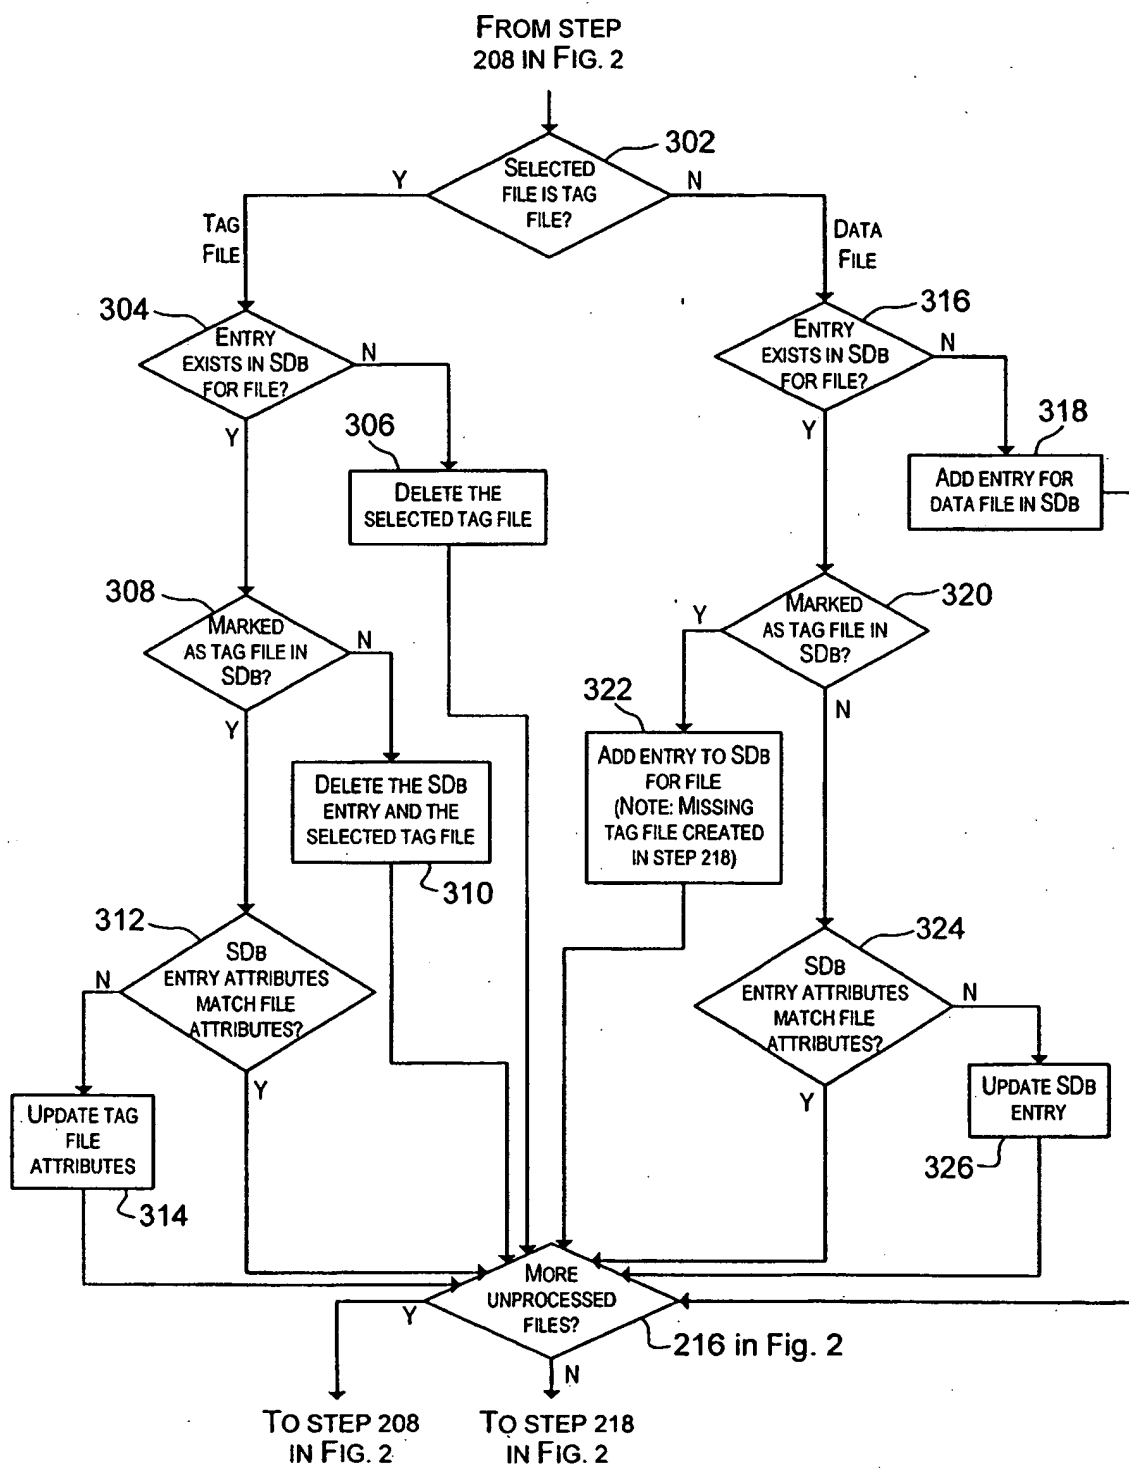 FROM STEP
208 IN FIG. 2
302
SELECTED
FILE IS TAG
FILE?
Y
N
TAG
FILE
DATA
FILE
304
ENTRY
EXISTS IN SDB
FOR FILE?
N
Y
316
ENTRY
EXISTS IN SDB
FOR FILE?
N
Y
306
DELETE THE
SELECTED TAG FILE
318
ADD ENTRY FOR
DATA FILE IN SDB
308
MARKED
AS TAG FILE IN
SDB?
N
Y
320
MARKED
AS TAG FILE IN
SDB?
Y
N
310
DELETE THE SDB
ENTRY AND THE
SELECTED TAG FILE
322
ADD ENTRY TO SDB
FOR FILE
(NOTE: MISSING
TAG FILE CREATED
IN STEP 218)
312
SDB
ENTRY ATTRIBUTES
MATCH FILE
ATTRIBUTES?
N
Y
324
SDB
ENTRY ATTRIBUTES
MATCH FILE
ATTRIBUTES?
N
Y
UPDATE TAG
FILE
ATTRIBUTES
314
UPDATE SDB
ENTRY
326
MORE
UNPROCESSED
FILES?
Y
N
216 in Fig. 2
TO STEP 208
IN FIG. 2
TO STEP 218
IN FIG. 2